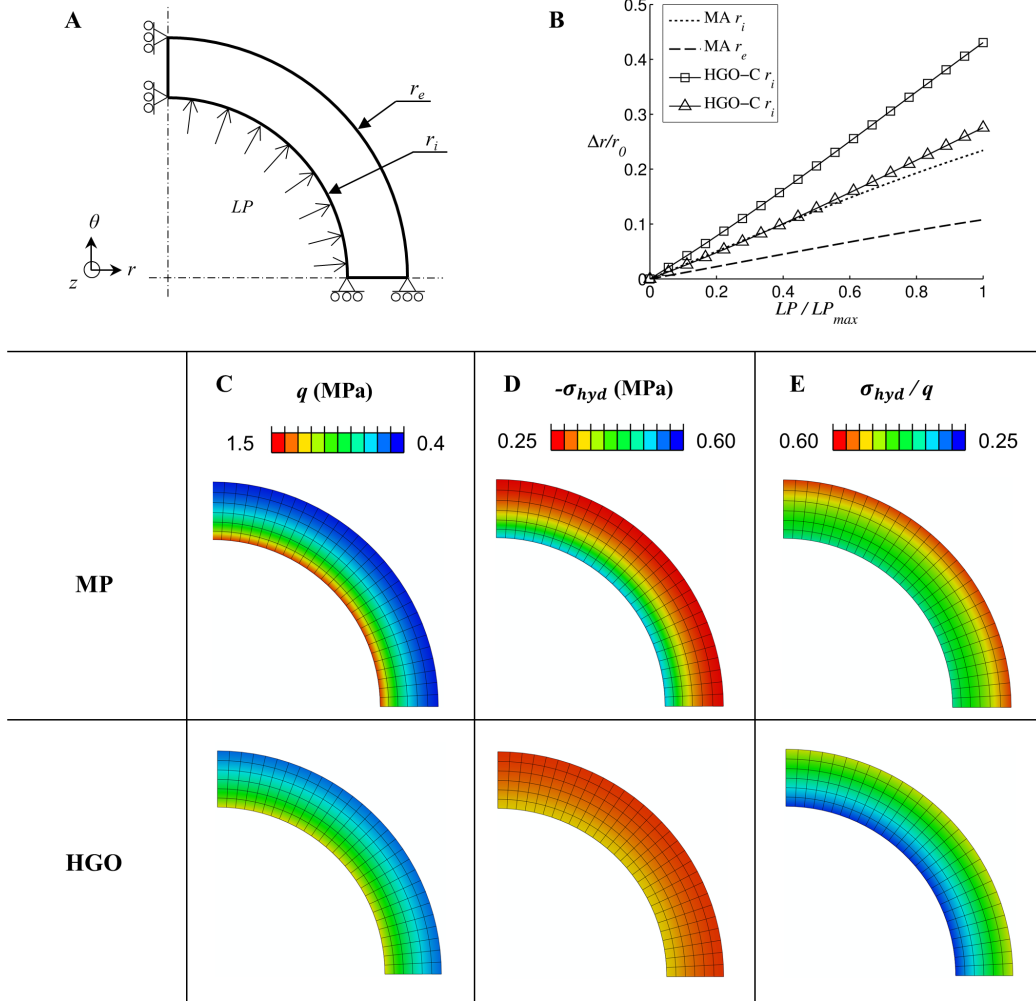 A
r_e
r_i
LP
θ
r
z
B
MA r_i
MA r_e
HGO-C r_i
HGO-C r_i
Δr/r_0
0.5
0.4
0.3
0.2
0.1
0
0 0.2 0.4 0.6 0.8 1
LP / LP_max
C q (MPa)
1.5 0.4
D -σ_hyd (MPa)
0.25 0.60
E σ_hyd / q
0.60 0.25
MP
HGO